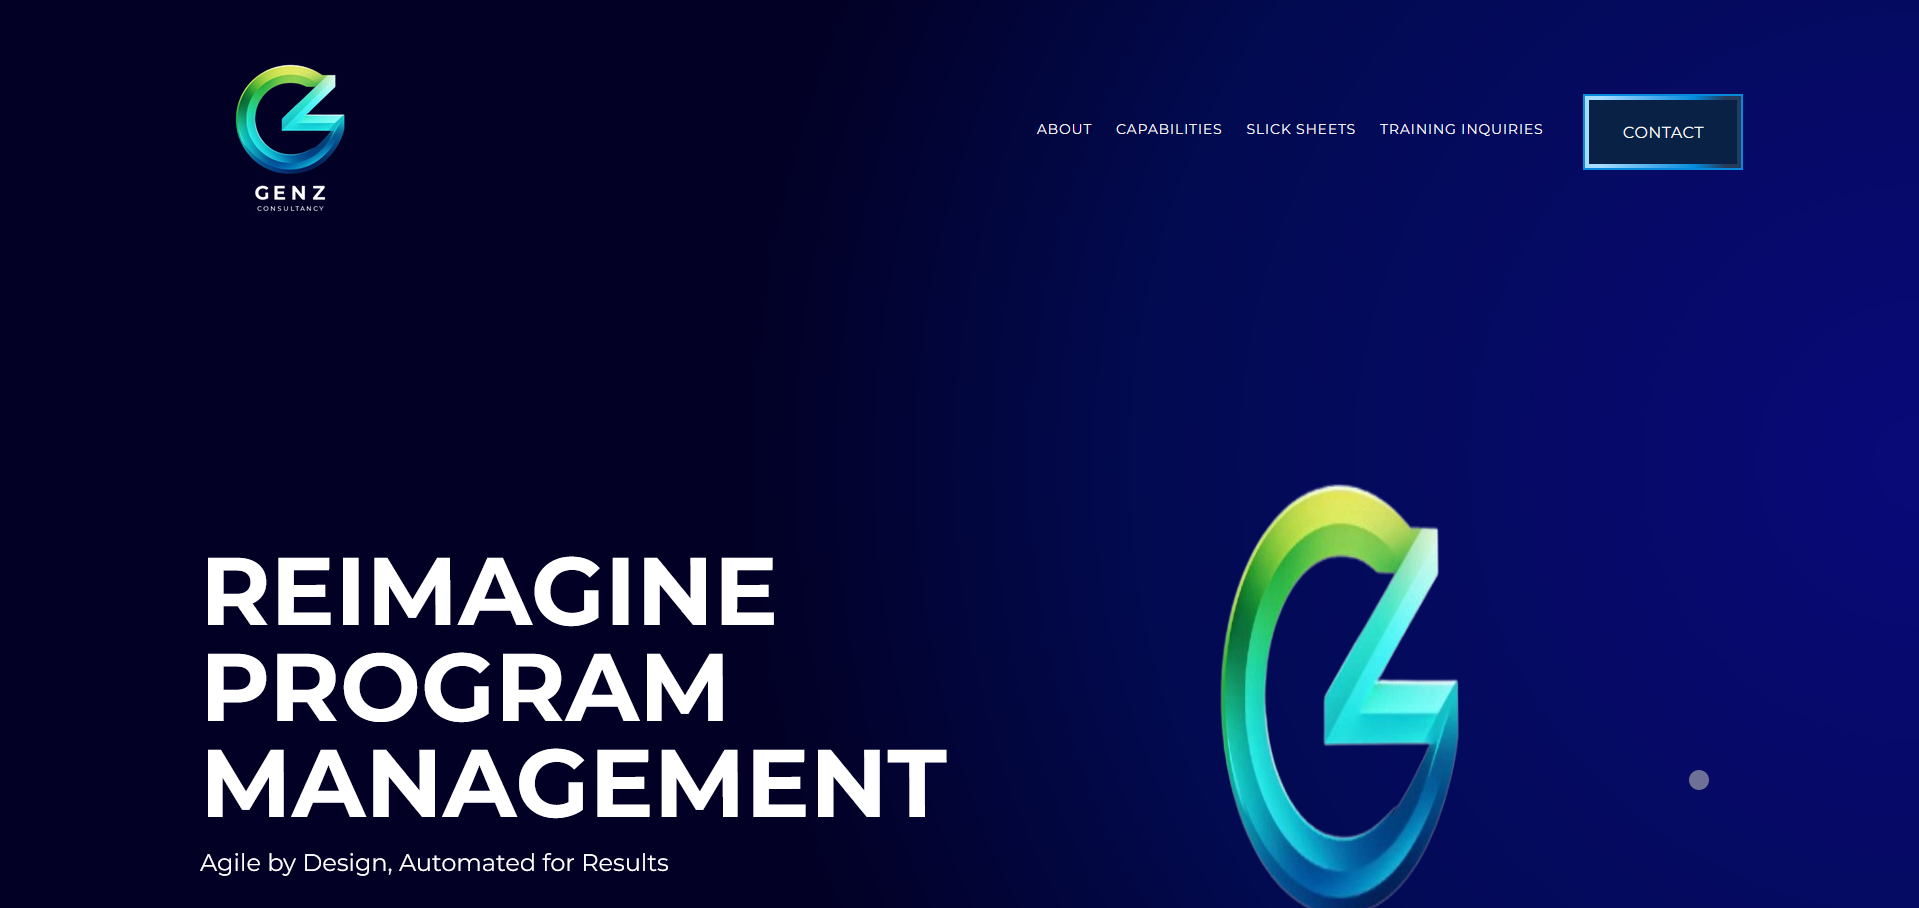 GENZ
CONSULTANCY
ABOUT CAPABILITIES SLICK SHEETS TRAINING INQUIRIES CONTACT
REIMAGINE
PROGRAM
MANAGEMENT
Agile by Design, Automated for Results